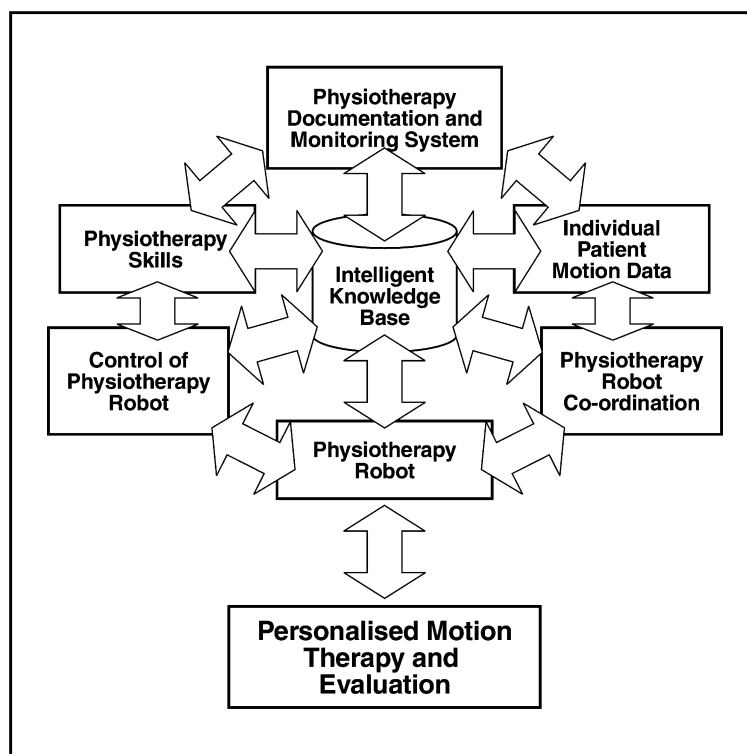 Physiotherapy
Documentation and
Monitoring System
Physiotherapy
Skills
Intelligent
Knowledge
Base
Individual
Patient
Motion Data
Control of
Physiotherapy
Robot
Physiotherapy
Robot
Co-ordination
Physiotherapy
Robot
Personalised Motion
Therapy and
Evaluation